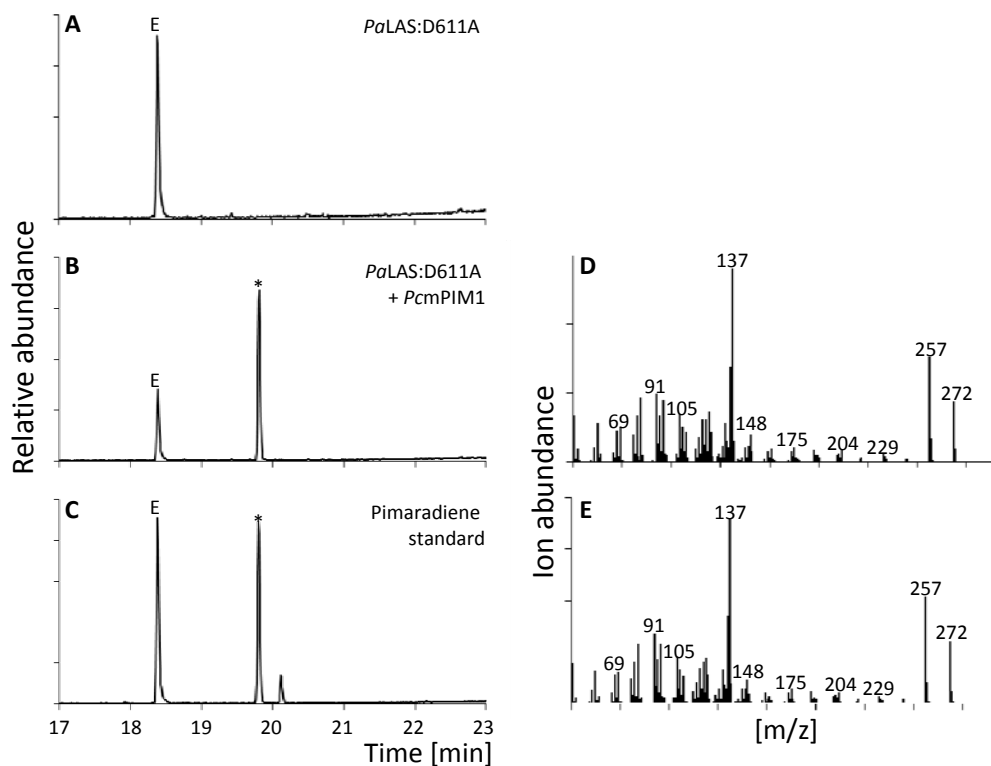 A
E
PaLAS:D611A
B
E
*
PaLAS:D611A
+ PcmPIM1
C
E
*
Pimaradiene
standard
Relative abundance
17 18 19 20 21 22 23
Time [min]
D
137
257
272
91
69
105
148
175
204
229
E
137
257
272
91
69
105
148
175
204
229
Ion abundance
[m/z]